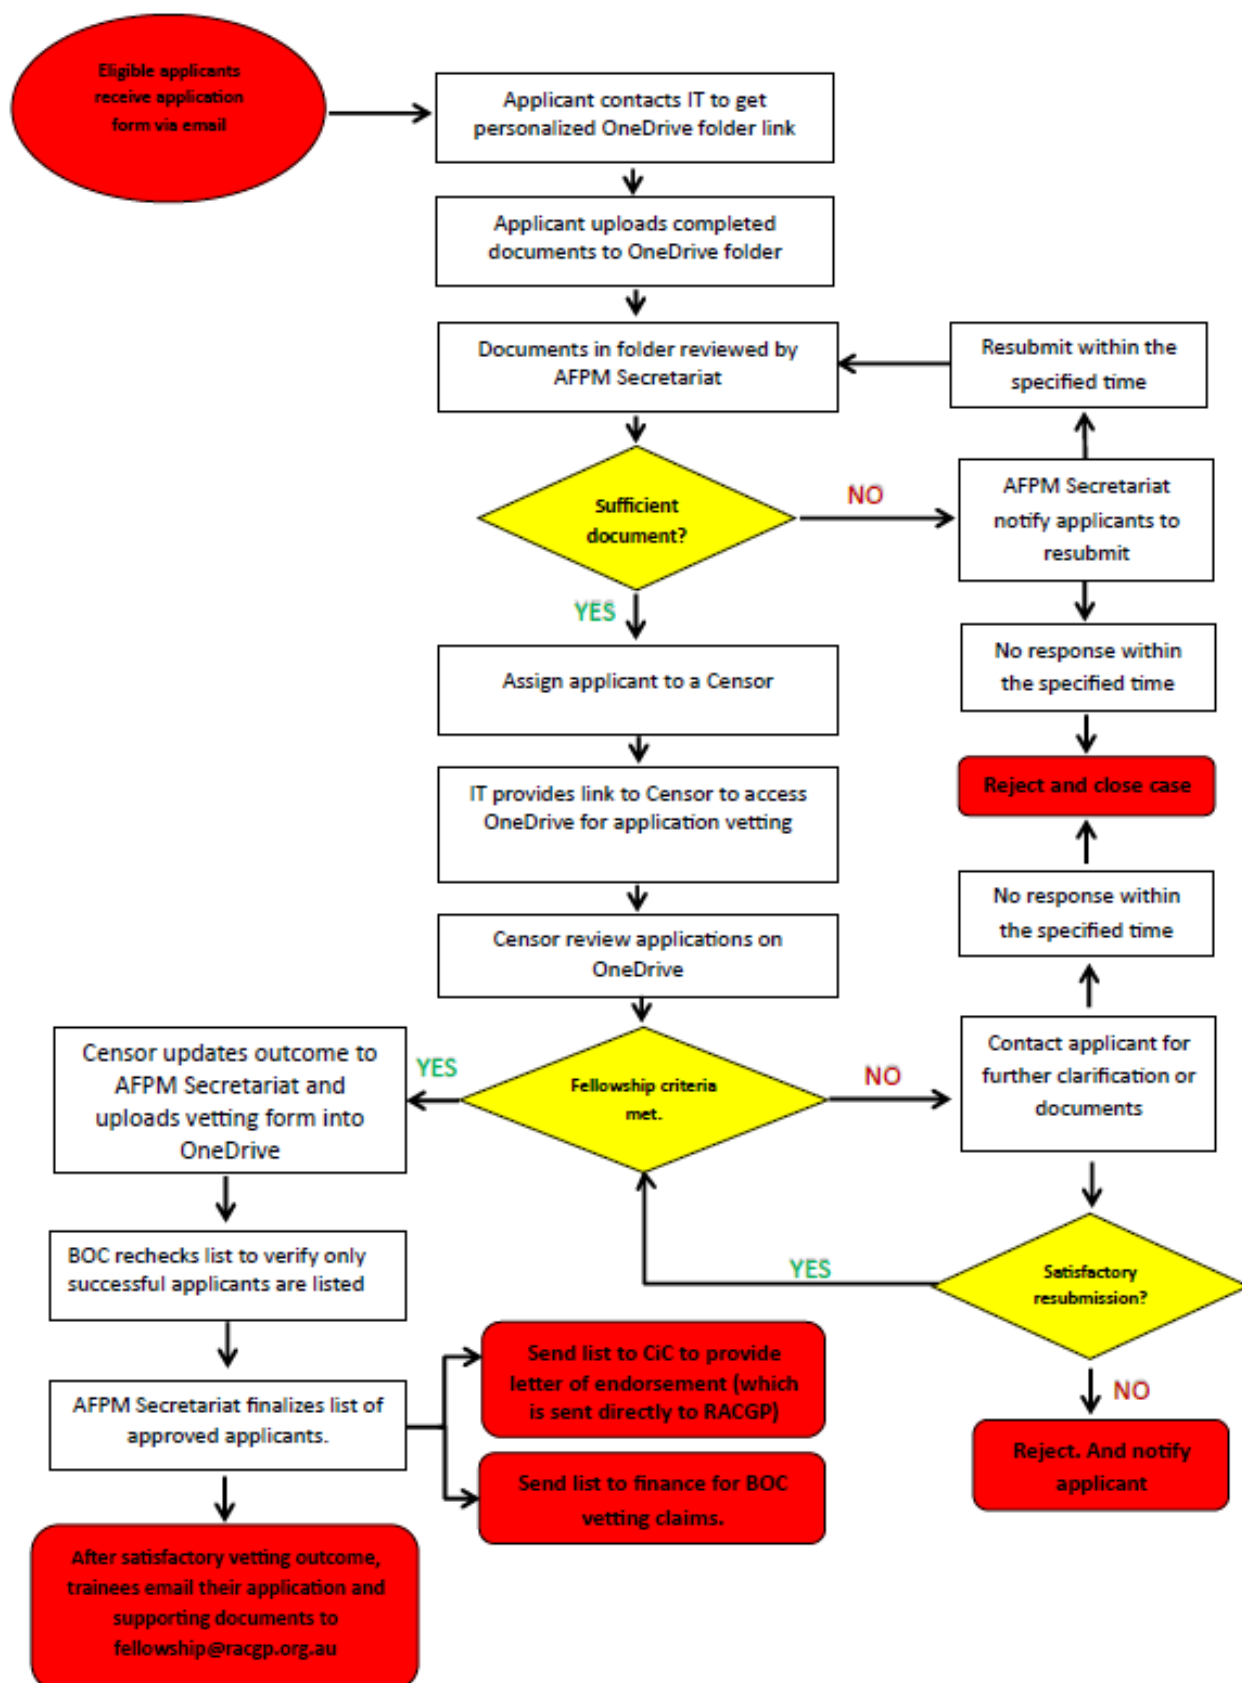 Eligible applicants
receive application
form via email
Applicant contacts IT to get
personalized OneDrive folder link
Applicant uploads completed
documents to OneDrive folder
Documents in folder reviewed by
AFPM Secretariat
Resubmit within the
specified time
Sufficient
document?
NO
AFPM Secretariat
notify applicants to
resubmit
YES
Assign applicant to a Censor
No response within
the specified time
IT provides link to Censor to access
OneDrive for application vetting
Reject and close case
No response within
the specified time
Censor review applications on
OneDrive
Censor updates outcome to
AFPM Secretariat and
uploads vetting form into
OneDrive
YES
Fellowship criteria
met.
NO
Contact applicant for
further clarification or
documents
BOC rechecks list to verify only
successful applicants are listed
YES
Satisfactory
resubmission?
NO
AFPM Secretariat finalizes list of
approved applicants.
Send list to CiC to provide
letter of endorsement (which
is sent directly to RACGP)
Send list to finance for BOC
vetting claims.
Reject. And notify
applicant
After satisfactory vetting outcome,
trainees email their application and
supporting documents to
fellowship@racgp.org.au